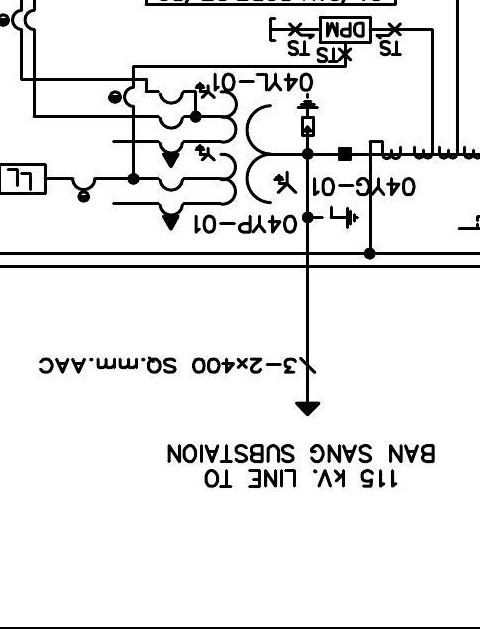 115 kV. LINE TO
BAN SANG SUBSTAION
3-2x400 SQ.mm.AAC
04YP-01
04YG-01
LL
04YL-01
TS
TS TS
DPM